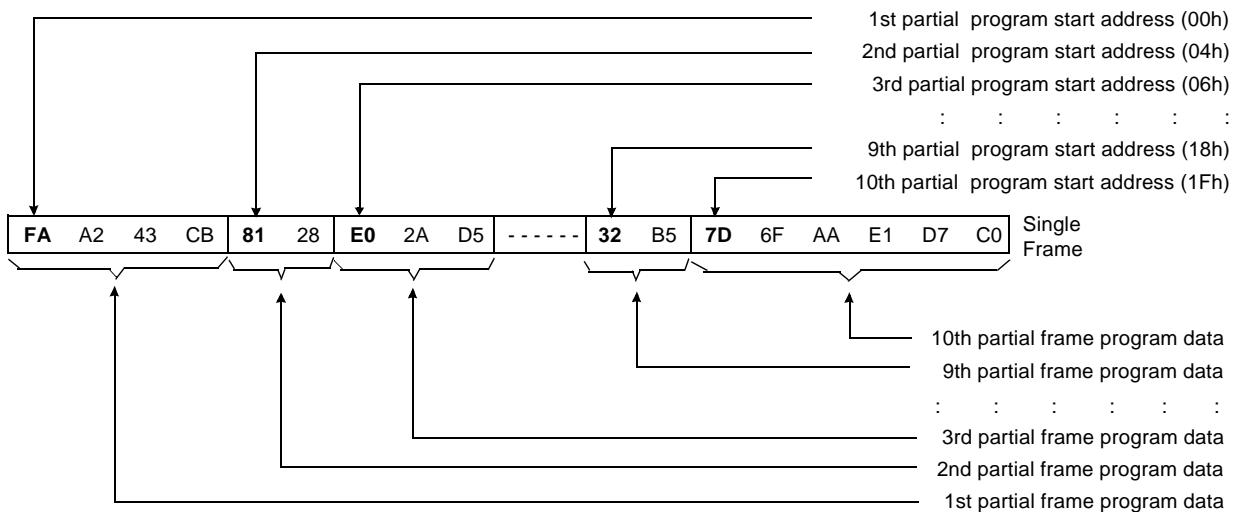 1st partial program start address (00h)
2nd partial program start address (04h)
3rd partial program start address (06h)
: : : : : :
9th partial program start address (18h)
10th partial program start address (1Fh)
FA A2 43 CB 81 28 E0 2A D5 - - - - - - 32 B5 7D 6F AA E1 D7 C0
Single
Frame
10th partial frame program data
9th partial frame program data
: : : : : :
3rd partial frame program data
2nd partial frame program data
1st partial frame program data